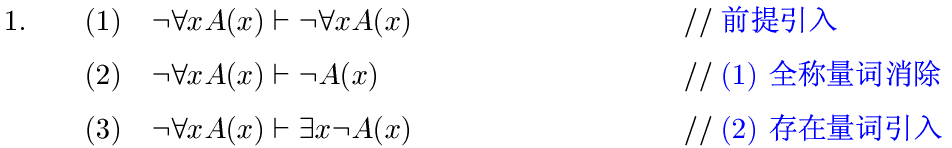 1. (1) ¬∀xA(x) ⊢ ¬∀xA(x) // 前提引入
(2) ¬∀xA(x) ⊢ ¬A(x) // (1) 全称量词消除
(3) ¬∀xA(x) ⊢ ∃x¬A(x) // (2) 存在量词引入